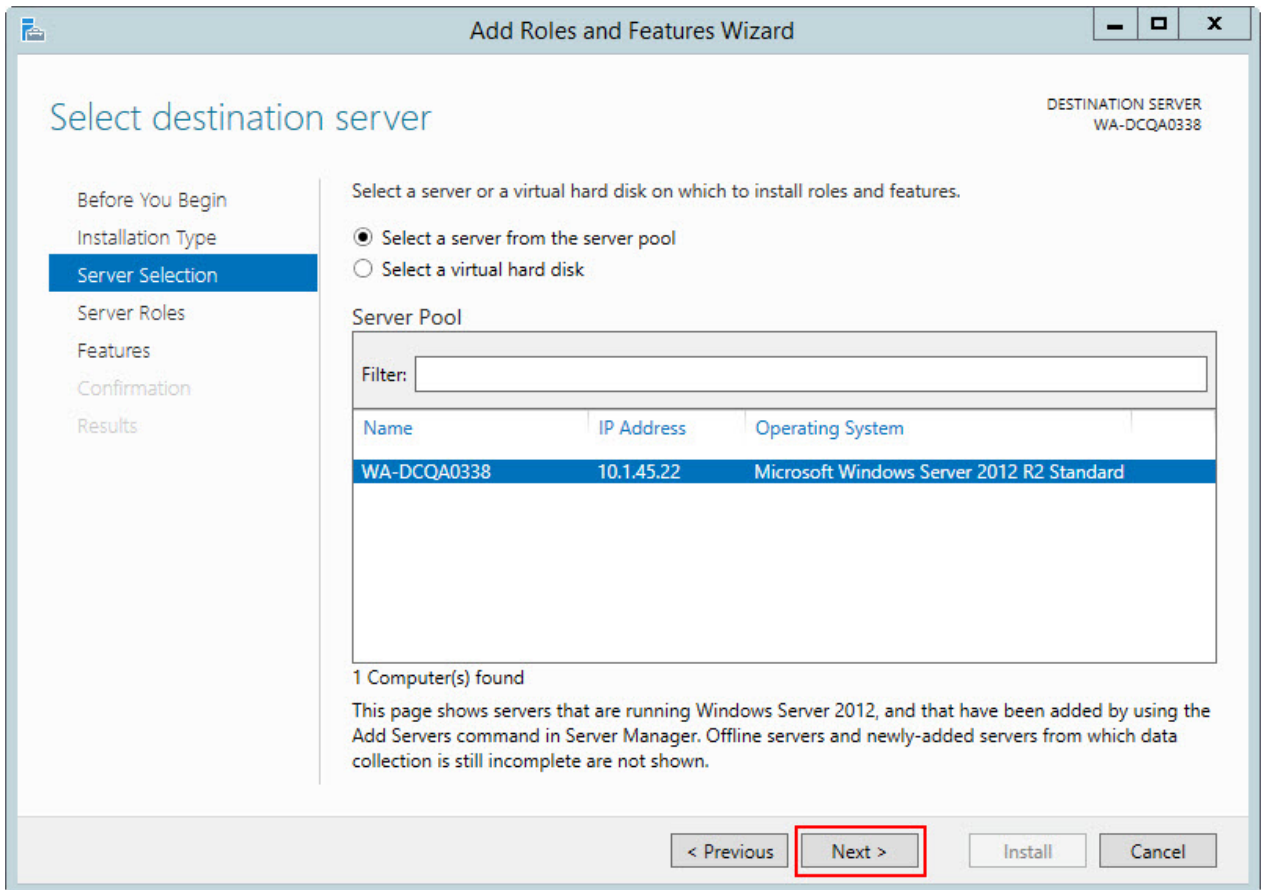 Add Roles and Features Wizard
Select destination server
DESTINATION SERVER
WA-DCQA0338
Before You Begin
Installation Type
Server Selection
Server Roles
Features
Confirmation
Results
Select a server or a virtual hard disk on which to install roles and features.
Select a server from the server pool
Select a virtual hard disk
Server Pool
Filter:
Name IP Address Operating System
WA-DCQA0338 10.1.45.22 Microsoft Windows Server 2012 R2 Standard
1 Computer(s) found
This page shows servers that are running Windows Server 2012, and that have been added by using the
Add Servers command in Server Manager. Offline servers and newly-added servers from which data
collection is still incomplete are not shown.
< Previous Next > Install Cancel